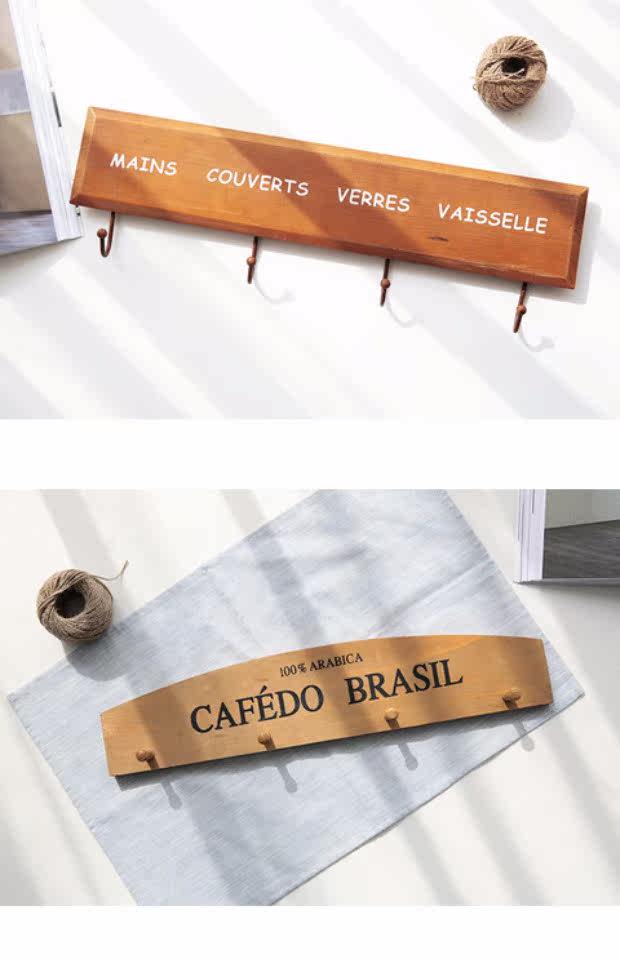 MAINS COUVERTS VERRES VAISSELLE
100% ARABICA
CAFÉDO BRASIL